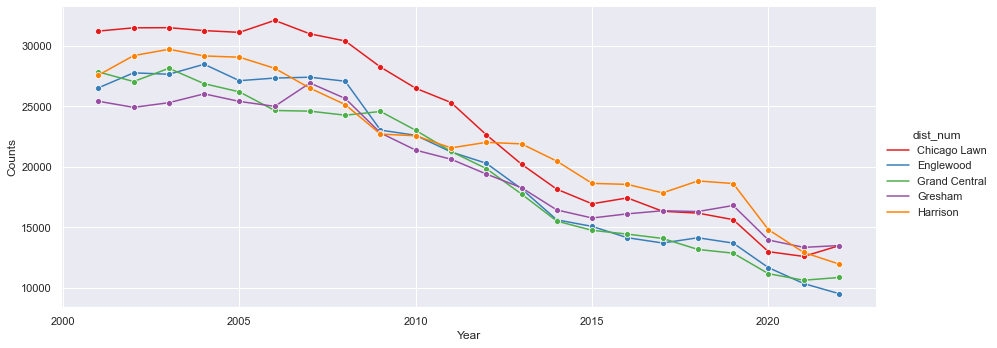 30000
25000
20000
15000
10000
Counts
2000
2005
2010
2015
2020
Year
dist_num
Chicago Lawn
Englewood
Grand Central
Gresham
Harrison